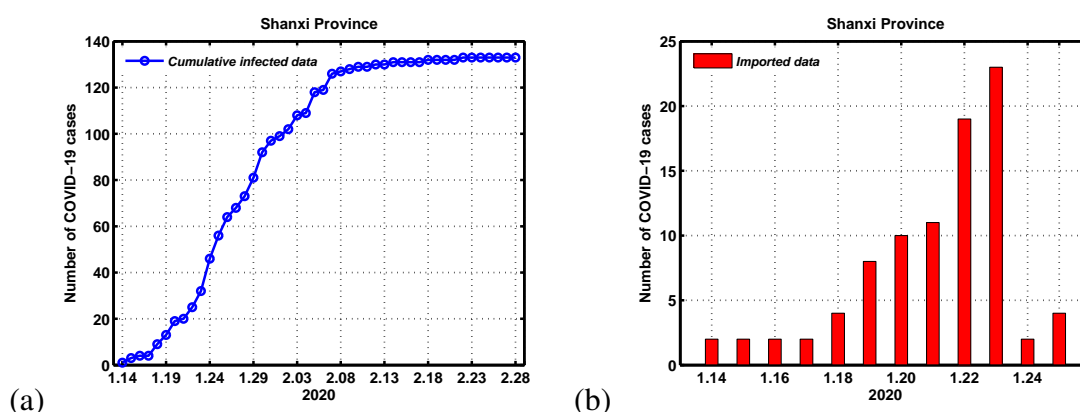 Shanxi Province
140
120
100
80
60
40
20
0
Number of COVID−19 cases
Cumulative infected data
1.14 1.19 1.24 1.29 2.03 2.08 2.13 2.18 2.23 2.28
2020
(a)
Shanxi Province
25
20
15
10
5
0
Number of COVID−19 cases
Imported data
1.14 1.16 1.18 1.20 1.22 1.24
2020
(b)